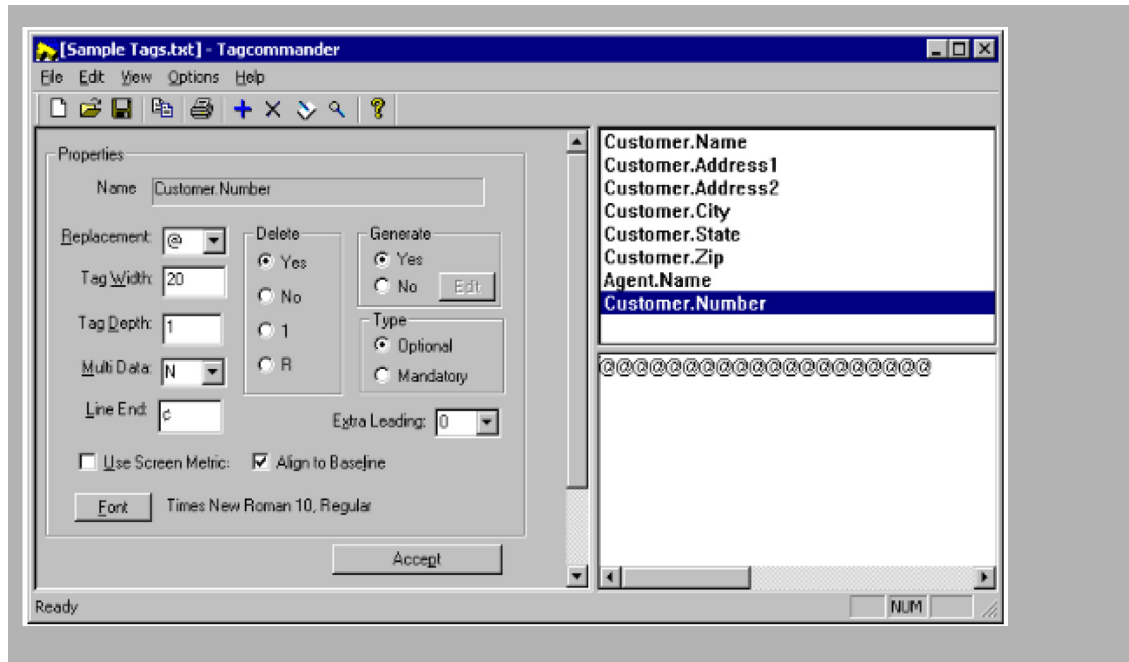 [Sample Tags.txt] - Tagcommander
File Edit View Options Help
Properties
Name Customer.Number
Replacement: @
Tag Width: 20
Tag Depth: 1
Multi Data: N
Line End: ¢
Delete
Yes
No
1
R
Generate
Yes
No Edit
Type
Optional
Mandatory
Extra Leading: 0
Use Screen Metric: Align to Baseline
Font Times New Roman 10, Regular
Accept
Customer.Name
Customer.Address1
Customer.Address2
Customer.City
Customer.State
Customer.Zip
Agent.Name
Customer.Number
@@@@@@@@@@@@@@@@@@@@
Ready NUM